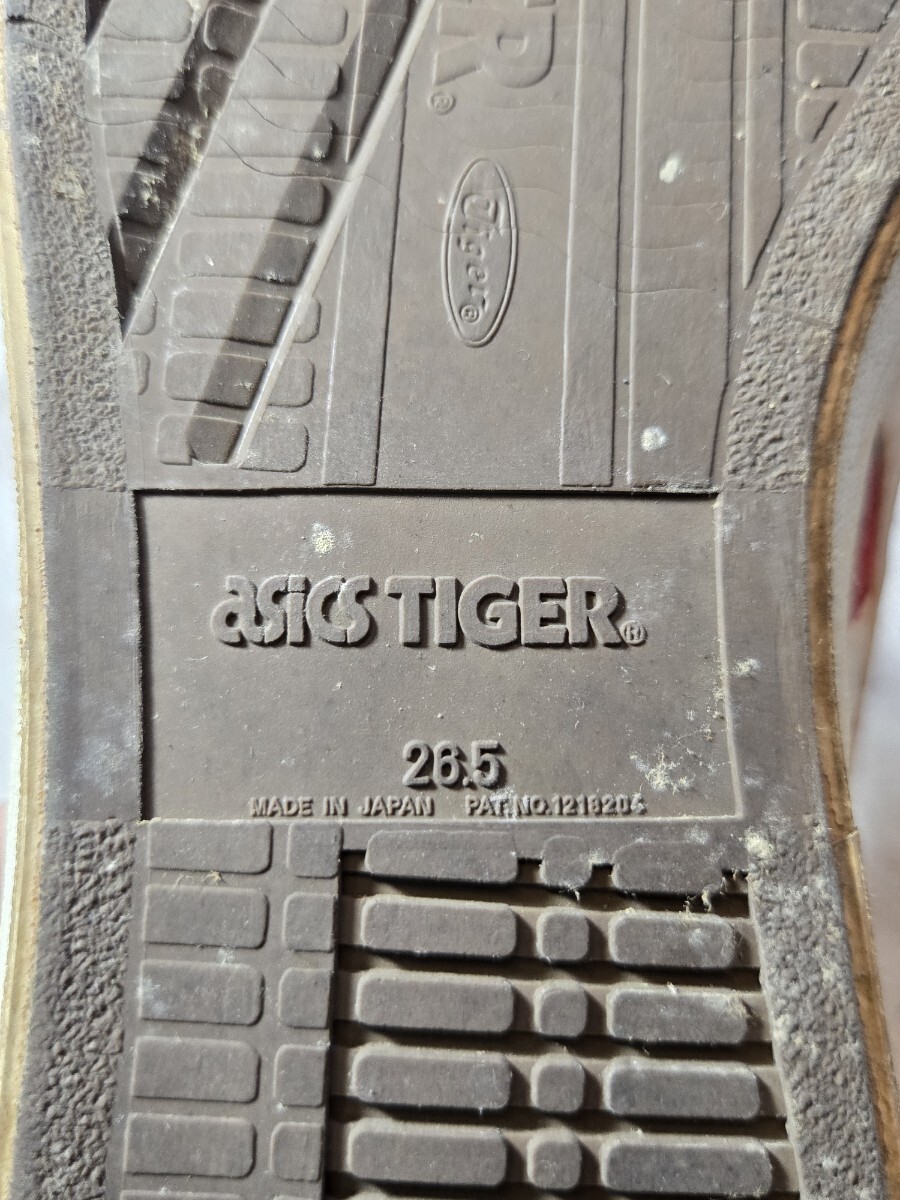 R®
Tiger®
asics TIGER®
26.5
MADE IN JAPAN PAT.NO.1218204